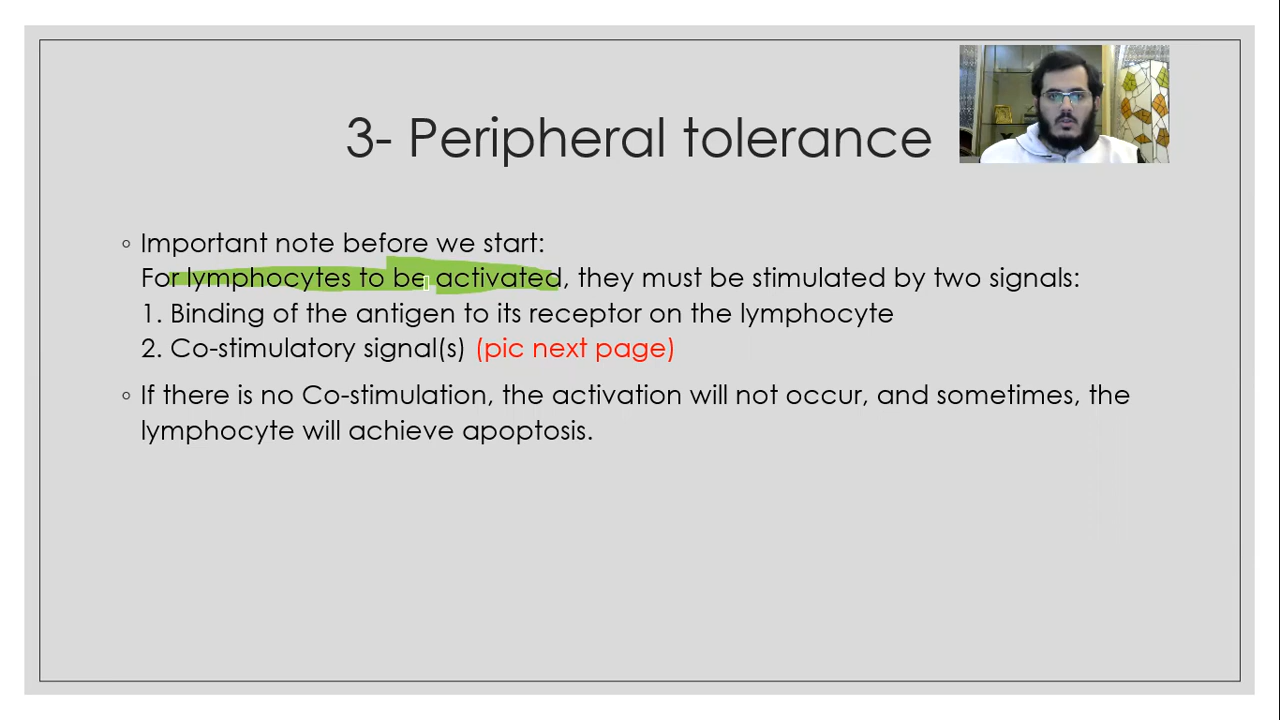 3- Peripheral tolerance
◦ Important note before we start:
For lymphocytes to be activated, they must be stimulated by two signals:
1. Binding of the antigen to its receptor on the lymphocyte
2. Co-stimulatory signal(s) (pic next page)
◦ If there is no Co-stimulation, the activation will not occur, and sometimes, the
lymphocyte will achieve apoptosis.